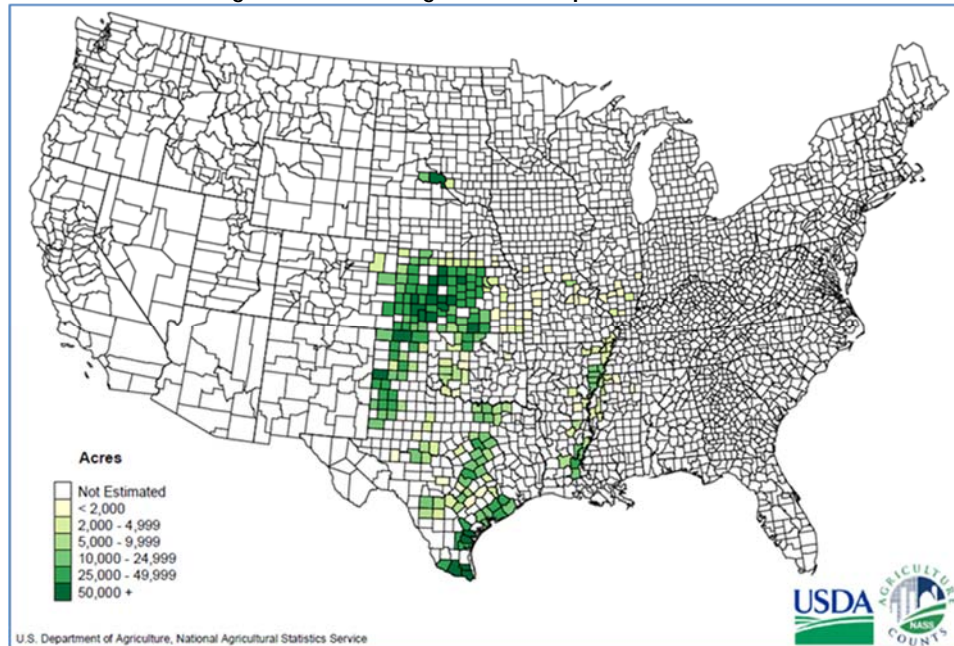 Acres
Not Estimated
< 2,000
2,000 - 4,999
5,000 - 9,999
10,000 - 24,999
25,000 - 49,999
50,000 +
U.S. Department of Agriculture, National Agricultural Statistics Service
USDA
AGRICULTURE
NASS
COUNTS